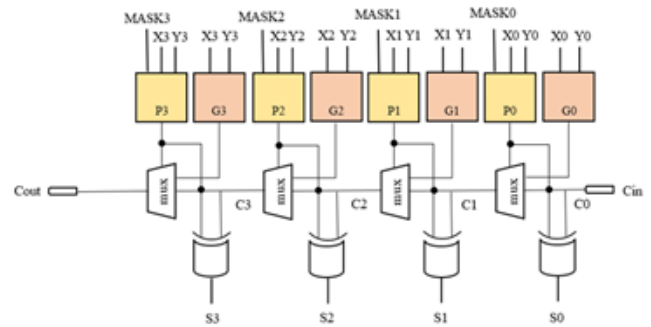 MASK3 MASK2 MASK1 MASK0
X3 Y3 X3 Y3 X2 Y2 X2 Y2 X1 Y1 X1 Y1 X0 Y0 X0 Y0
P3 G3 P2 G2 P1 G1 P0 G0
Cout mux C3 mux C2 mux C1 mux C0 Cin
S3 S2 S1 S0